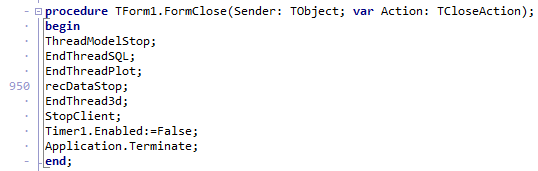 procedure TForm1.FormClose(Sender: TObject; var Action: TCloseAction);
begin
ThreadModelStop;
EndThreadSQL;
EndThreadPlot;
950 recDataStop;
EndThread3d;
StopClient;
Timer1.Enabled:=False;
Application.Terminate;
end;